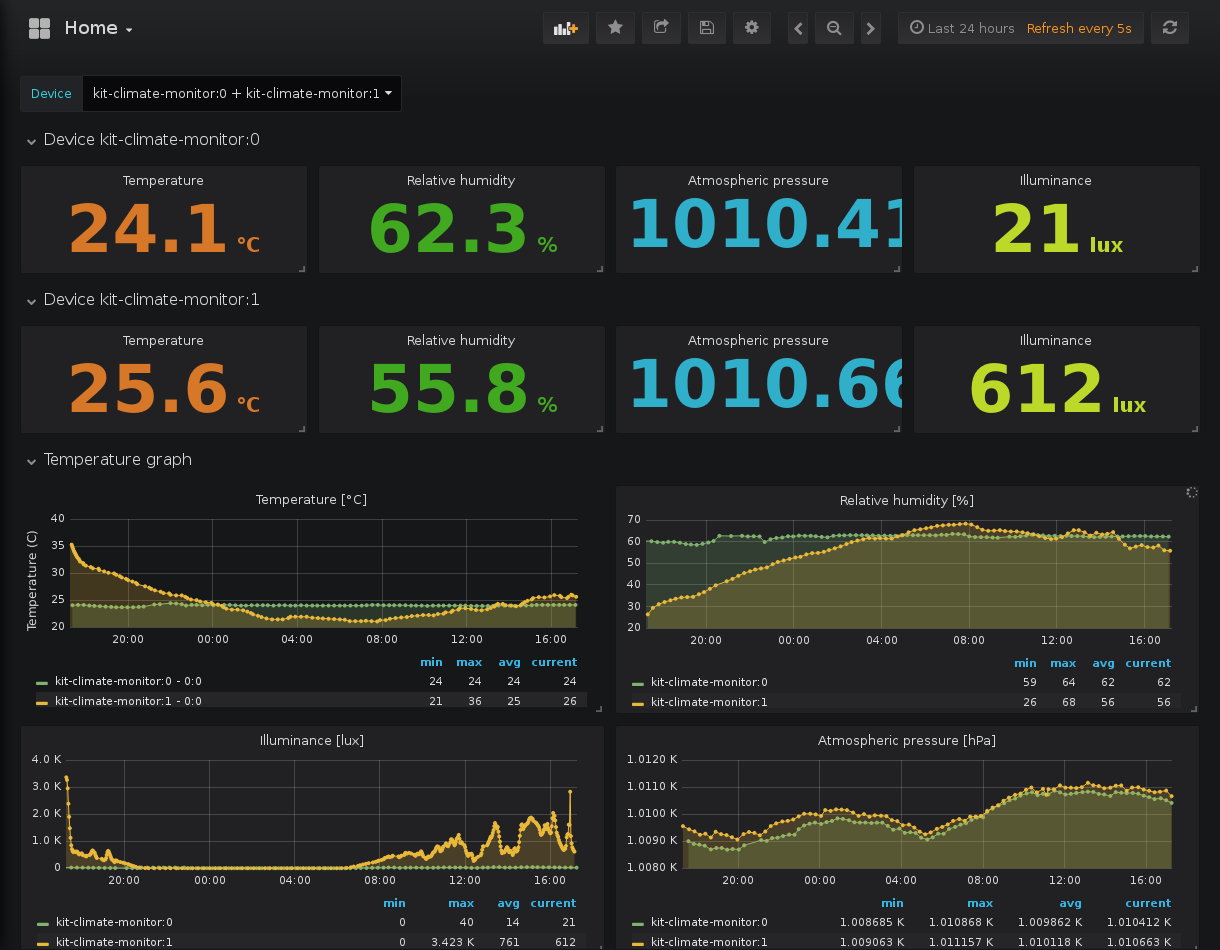 Home
Last 24 hours Refresh every 5s
Device kit-climate-monitor:0 + kit-climate-monitor:1
Device kit-climate-monitor:0
Temperature Relative humidity Atmospheric pressure Illuminance
24.1 °C 62.3 % 1010.41 21 lux
Device kit-climate-monitor:1
Temperature Relative humidity Atmospheric pressure Illuminance
25.6 °C 55.8 % 1010.66 612 lux
Temperature graph
Temperature [°C]
Temperature (C)
40
35
30
25
20
20:00 00:00 04:00 08:00 12:00 16:00
min max avg current
kit-climate-monitor:0 - 0:0 24 24 24 24
kit-climate-monitor:1 - 0:0 21 36 25 26
Relative humidity [%]
70
60
50
40
30
20
20:00 00:00 04:00 08:00 12:00 16:00
min max avg current
kit-climate-monitor:0 59 64 62 62
kit-climate-monitor:1 26 68 56 56
Illuminance [lux]
4.0 K
3.0 K
2.0 K
1.0 K
0
20:00 00:00 04:00 08:00 12:00 16:00
min max avg current
kit-climate-monitor:0 0 40 14 21
kit-climate-monitor:1 0 3.423 K 761 612
Atmospheric pressure [hPa]
1.0120 K
1.0110 K
1.0100 K
1.0090 K
1.0080 K
20:00 00:00 04:00 08:00 12:00 16:00
min max avg current
kit-climate-monitor:0 1.008685 K 1.010868 K 1.009862 K 1.010412 K
kit-climate-monitor:1 1.009063 K 1.011157 K 1.010118 K 1.010663 K